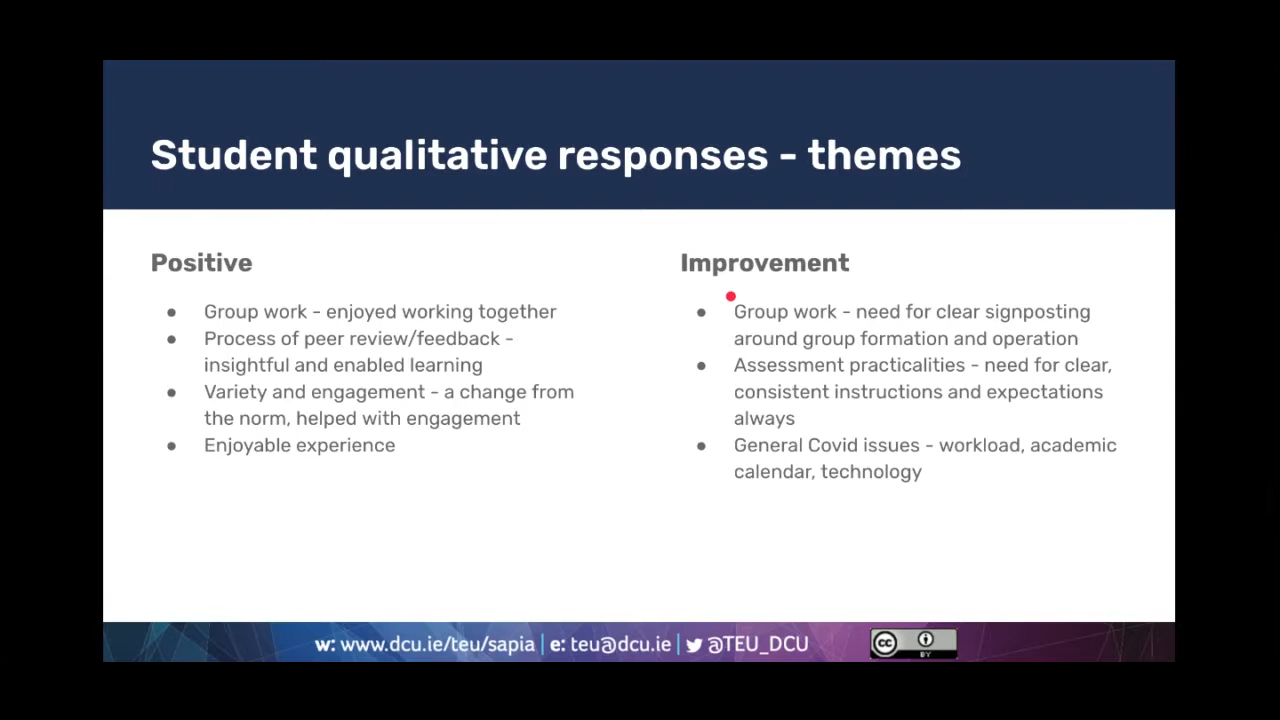 Student qualitative responses - themes
Positive
● Group work - enjoyed working together
● Process of peer review/feedback -
insightful and enabled learning
● Variety and engagement - a change from
the norm, helped with engagement
● Enjoyable experience
Improvement
● Group work - need for clear signposting
around group formation and operation
● Assessment practicalities - need for clear,
consistent instructions and expectations
always
● General Covid issues - workload, academic
calendar, technology
w: www.dcu.ie/teu/sapia | e: teu@dcu.ie | @TEU_DCU
cc BY